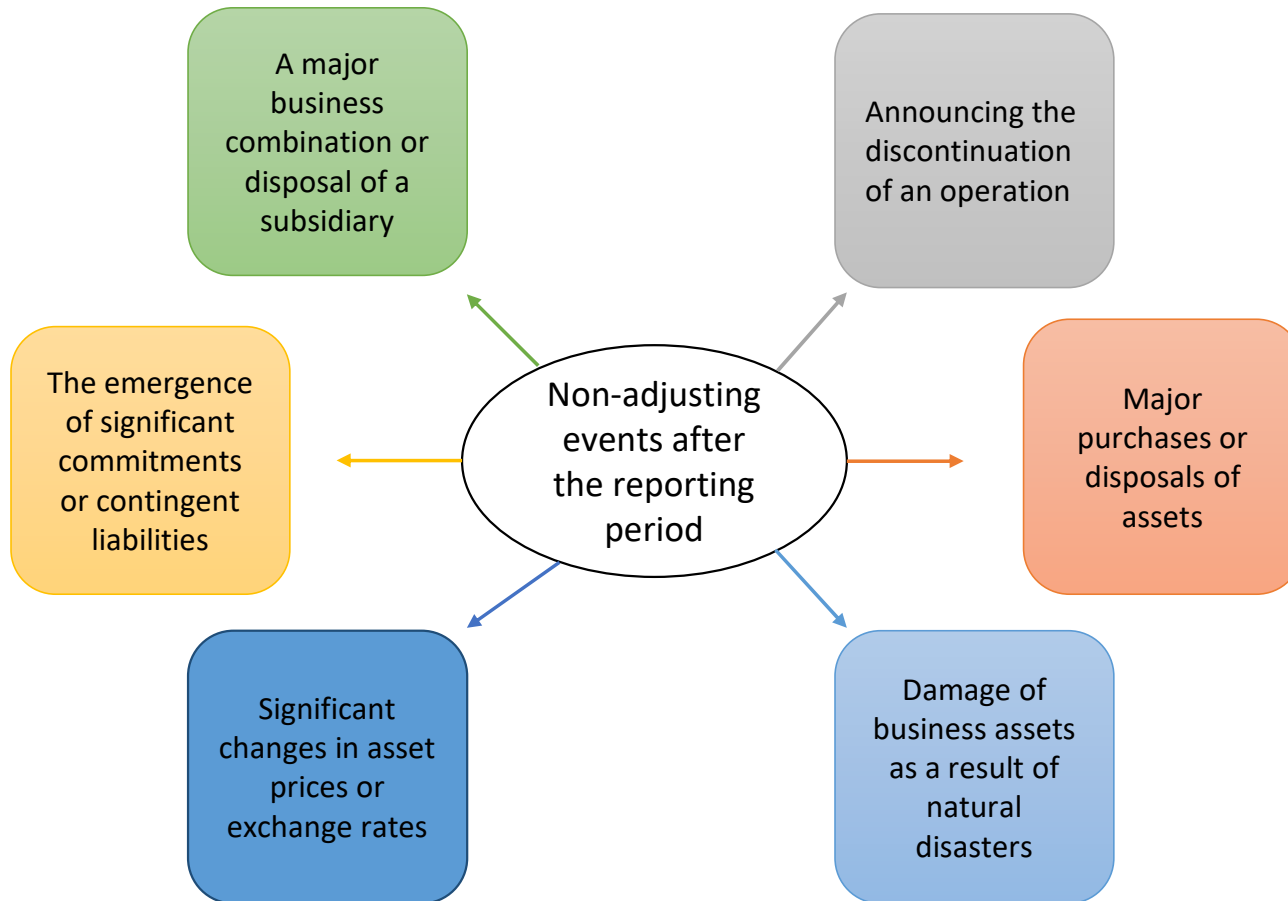 A major
business
combination or
disposal of a
subsidiary
Announcing the
discontinuation
of an operation
The emergence
of significant
commitments
or contingent
liabilities
Non-adjusting
events after
the reporting
period
Major
purchases or
disposals of
assets
Significant
changes in asset
prices or
exchange rates
Damage of
business assets
as a result of
natural
disasters